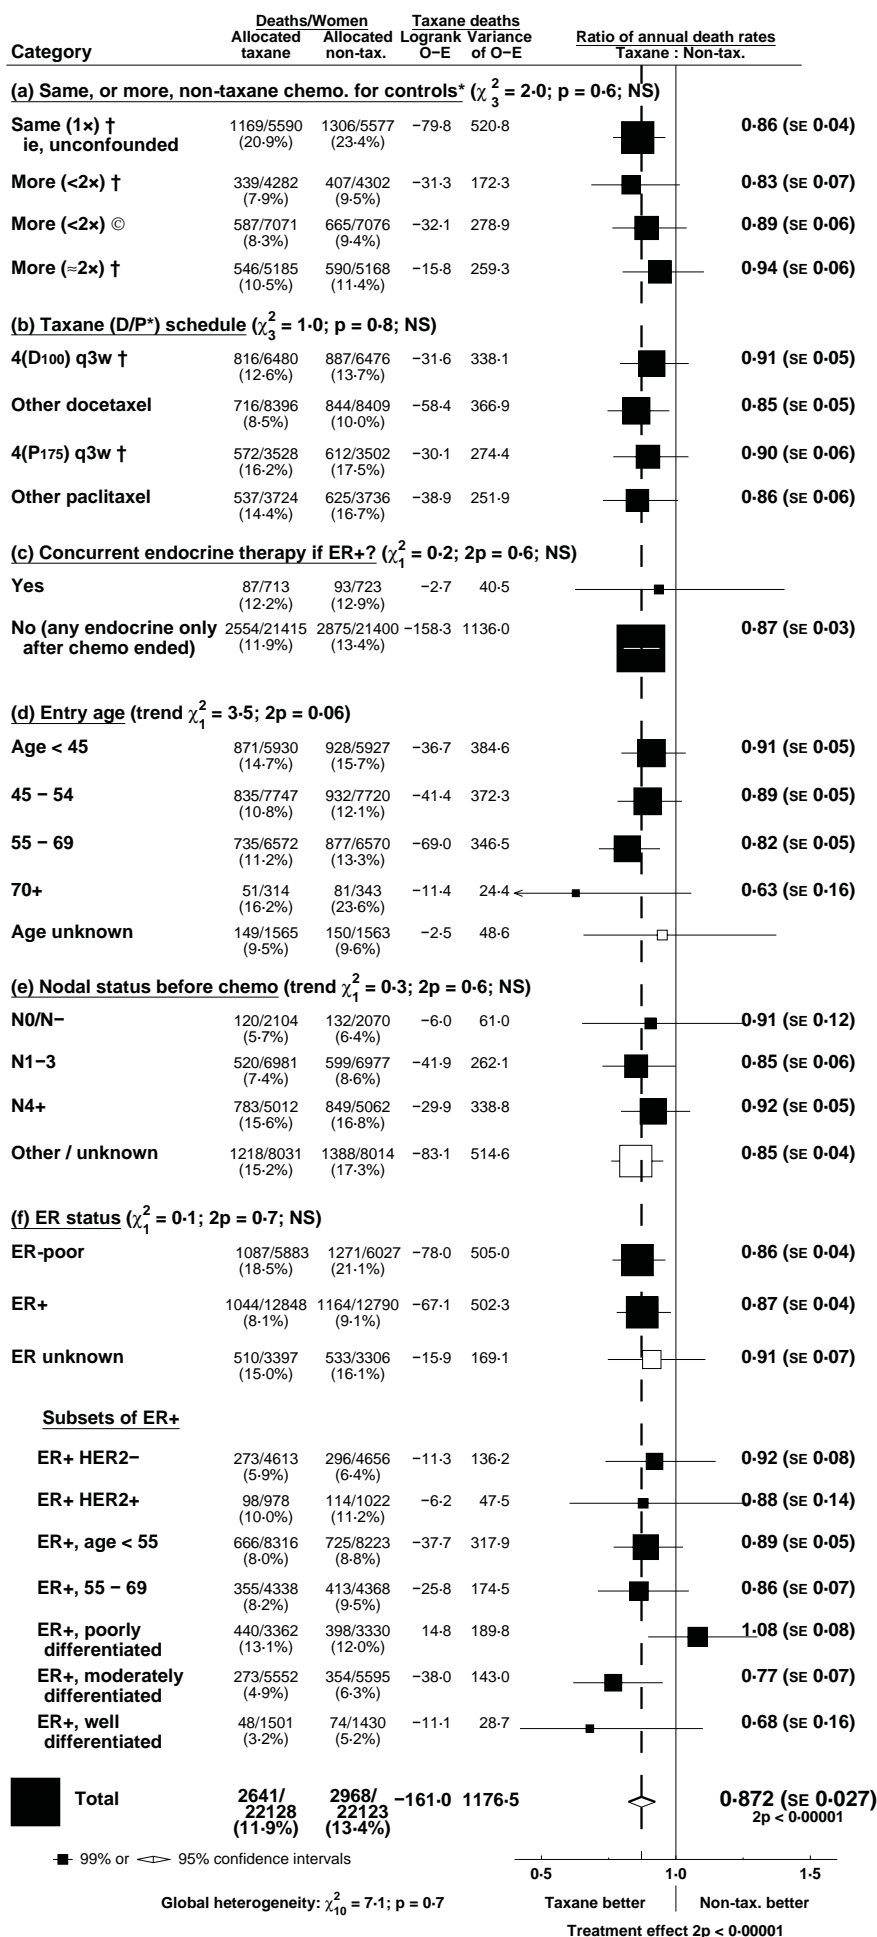 Deaths/Women Taxane deaths
Allocated Allocated Logrank Variance Ratio of annual death rates
Category taxane non-tax. O−E of O−E Taxane : Non-tax.
(a) Same, or more, non-taxane chemo. for controls* (χ²₃ = 2·0; p = 0·6; NS)
Same (1×) † 1169/5590 1306/5577 −79·8 520·8 0·86 (SE 0·04)
ie, unconfounded (20·9%) (23·4%)
More (<2×) † 339/4282 407/4302 −31·3 172·3 0·83 (SE 0·07)
(7·9%) (9·5%)
More (<2×) © 587/7071 665/7076 −32·1 278·9 0·89 (SE 0·06)
(8·3%) (9·4%)
More (≈2×) † 546/5185 590/5168 −15·8 259·3 0·94 (SE 0·06)
(10·5%) (11·4%)
(b) Taxane (D/P*) schedule (χ²₃ = 1·0; p = 0·8; NS)
4(D100) q3w † 816/6480 887/6476 −31·6 338·1 0·91 (SE 0·05)
(12·6%) (13·7%)
Other docetaxel 716/8396 844/8409 −58·4 366·9 0·85 (SE 0·05)
(8·5%) (10·0%)
4(P175) q3w † 572/3528 612/3502 −30·1 274·4 0·90 (SE 0·06)
(16·2%) (17·5%)
Other paclitaxel 537/3724 625/3736 −38·9 251·9 0·86 (SE 0·06)
(14·4%) (16·7%)
(c) Concurrent endocrine therapy if ER+? (χ²₁ = 0·2; 2p = 0·6; NS)
Yes 87/713 93/723 −2·7 40·5
(12·2%) (12·9%)
No (any endocrine only 2554/21415 2875/21400 −158·3 1136·0 0·87 (SE 0·03)
after chemo ended) (11·9%) (13·4%)
(d) Entry age (trend χ²₁ = 3·5; 2p = 0·06)
Age < 45 871/5930 928/5927 −36·7 384·6 0·91 (SE 0·05)
(14·7%) (15·7%)
45 − 54 835/7747 932/7720 −41·4 372·3 0·89 (SE 0·05)
(10·8%) (12·1%)
55 − 69 735/6572 877/6570 −69·0 346·5 0·82 (SE 0·05)
(11·2%) (13·3%)
70+ 51/314 81/343 −11·4 24·4 0·63 (SE 0·16)
(16·2%) (23·6%)
Age unknown 149/1565 150/1563 −2·5 48·6
(9·5%) (9·6%)
(e) Nodal status before chemo (trend χ²₁ = 0·3; 2p = 0·6; NS)
N0/N− 120/2104 132/2070 −6·0 61·0 0·91 (SE 0·12)
(5·7%) (6·4%)
N1−3 520/6981 599/6977 −41·9 262·1 0·85 (SE 0·06)
(7·4%) (8·6%)
N4+ 783/5012 849/5062 −29·9 338·8 0·92 (SE 0·05)
(15·6%) (16·8%)
Other / unknown 1218/8031 1388/8014 −83·1 514·6 0·85 (SE 0·04)
(15·2%) (17·3%)
(f) ER status (χ²₁ = 0·1; 2p = 0·7; NS)
ER-poor 1087/5883 1271/6027 −78·0 505·0 0·86 (SE 0·04)
(18·5%) (21·1%)
ER+ 1044/12848 1164/12790 −67·1 502·3 0·87 (SE 0·04)
(8·1%) (9·1%)
ER unknown 510/3397 533/3306 −15·9 169·1 0·91 (SE 0·07)
(15·0%) (16·1%)
Subsets of ER+
ER+ HER2− 273/4613 296/4656 −11·3 136·2 0·92 (SE 0·08)
(5·9%) (6·4%)
ER+ HER2+ 98/978 114/1022 −6·2 47·5 0·88 (SE 0·14)
(10·0%) (11·2%)
ER+, age < 55 666/8316 725/8223 −37·7 317·9 0·89 (SE 0·05)
(8·0%) (8·8%)
ER+, 55 − 69 355/4338 413/4368 −25·8 174·5 0·86 (SE 0·07)
(8·2%) (9·5%)
ER+, poorly 440/3362 398/3330 14·8 189·8 1·08 (SE 0·08)
differentiated (13·1%) (12·0%)
ER+, moderately 273/5552 354/5595 −38·0 143·0 0·77 (SE 0·07)
differentiated (4·9%) (6·3%)
ER+, well 48/1501 74/1430 −11·1 28·7 0·68 (SE 0·16)
differentiated (3·2%) (5·2%)
Total 2641/ 2968/ −161·0 1176·5 0·872 (SE 0·027)
22128 22123 2p < 0·00001
(11·9%) (13·4%)
99% or 95% confidence intervals
0·5 1·0 1·5
Global heterogeneity: χ²₁₀ = 7·1; p = 0·7 Taxane better Non-tax. better
Treatment effect 2p < 0·00001